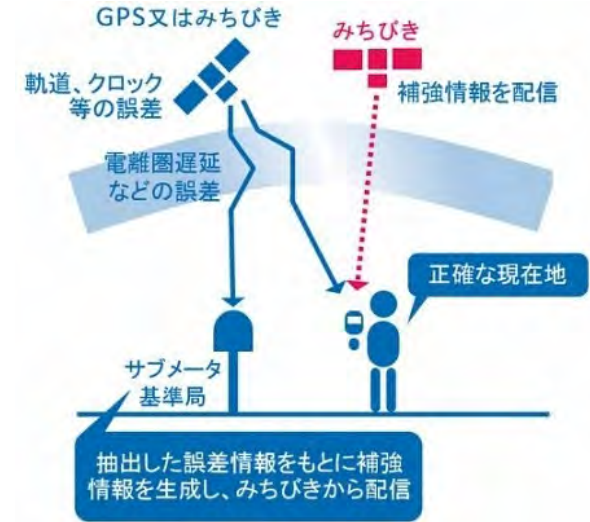 GPS又はみちびき
みちびき
軌道、クロック
等の誤差
補強情報を配信
電離圏遅延
などの誤差
正確な現在地
サブメータ
基準局
抽出した誤差情報をもとに補強
情報を生成し、みちびきから配信